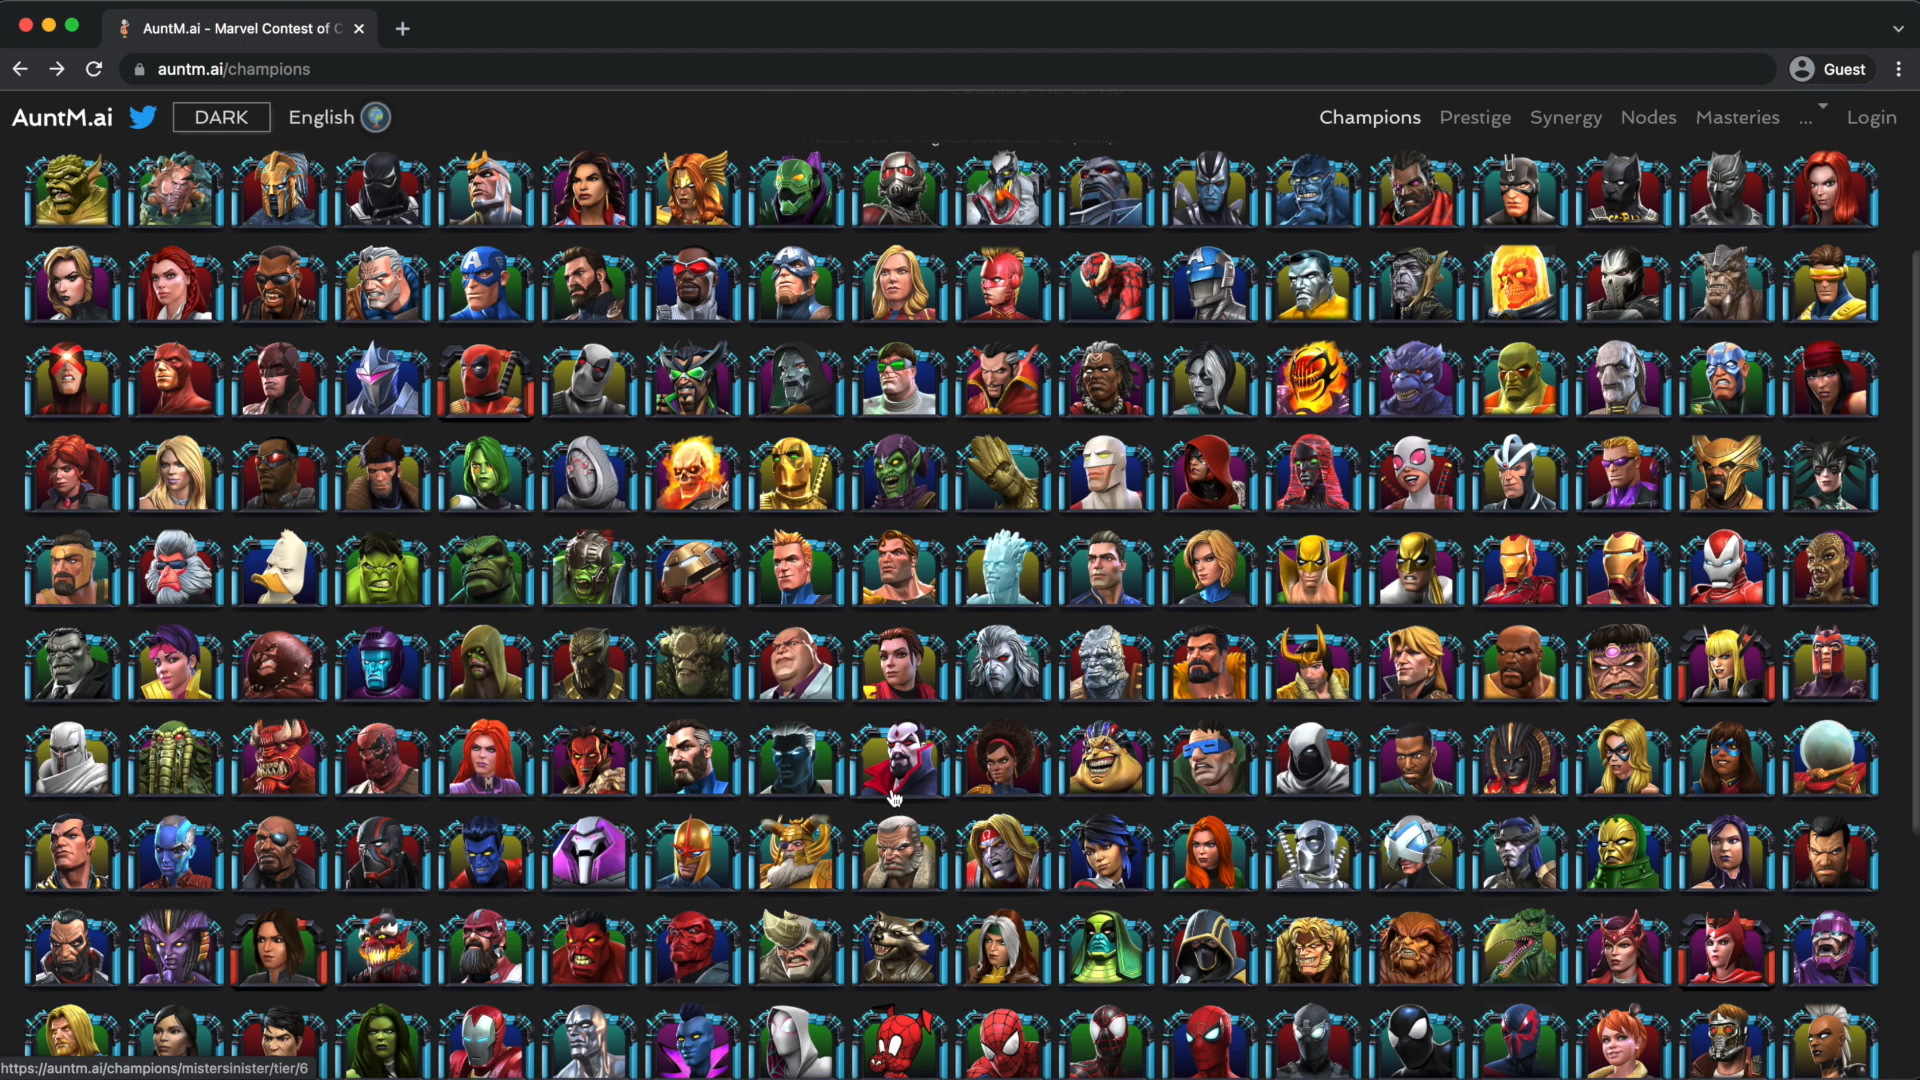 AuntM.ai - Marvel Contest of C
auntm.ai/champions
Guest
AuntM.ai
DARK
English
Champions
Prestige
Synergy
Nodes
Masteries
...
Login
https://auntm.ai/champions/mistersinister/tier/6